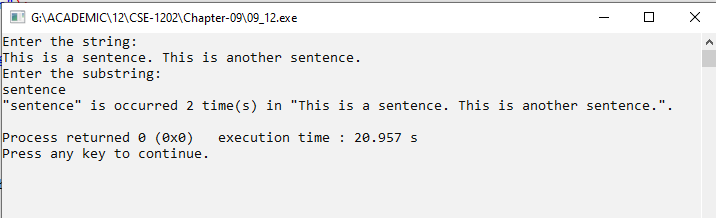 G:\ACADEMIC\12\CSE-1202\Chapter-09\09_12.exe
Enter the string:
This is a sentence. This is another sentence.
Enter the substring:
sentence
"sentence" is occurred 2 time(s) in "This is a sentence. This is another sentence.".
Process returned 0 (0x0)   execution time : 20.957 s
Press any key to continue.